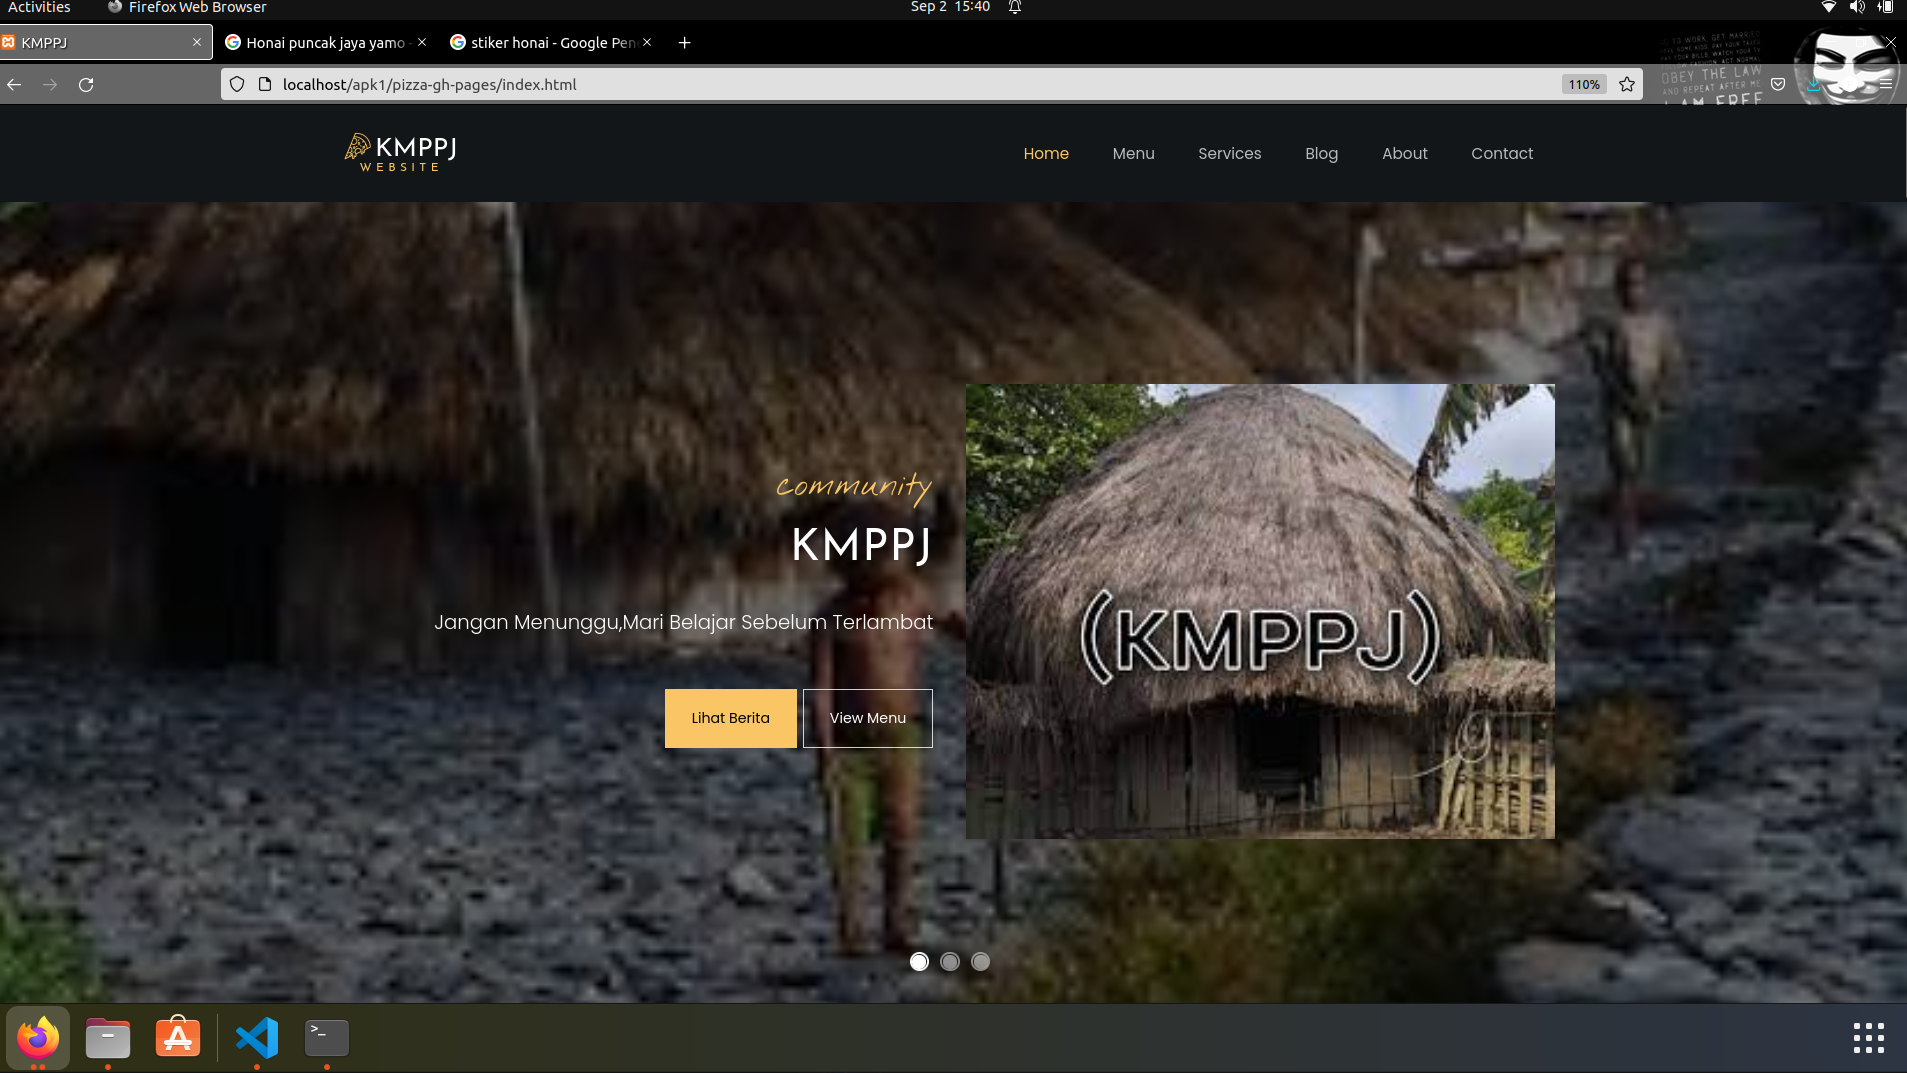 Activities
Firefox Web Browser
Sep 2 15:40
KMPPJ
Honai puncak jaya yamo -
stiker honai - Google Pen
localhost/apk1/pizza-gh-pages/index.html
110%
OBEY THE LAW
AND REPEAT AFTER ME
I AM FREE
KMPPJ
WEBSITE
Home
Menu
Services
Blog
About
Contact
community
KMPPJ
Jangan Menunggu,Mari Belajar Sebelum Terlambat
Lihat Berita
View Menu
(KMPPJ)